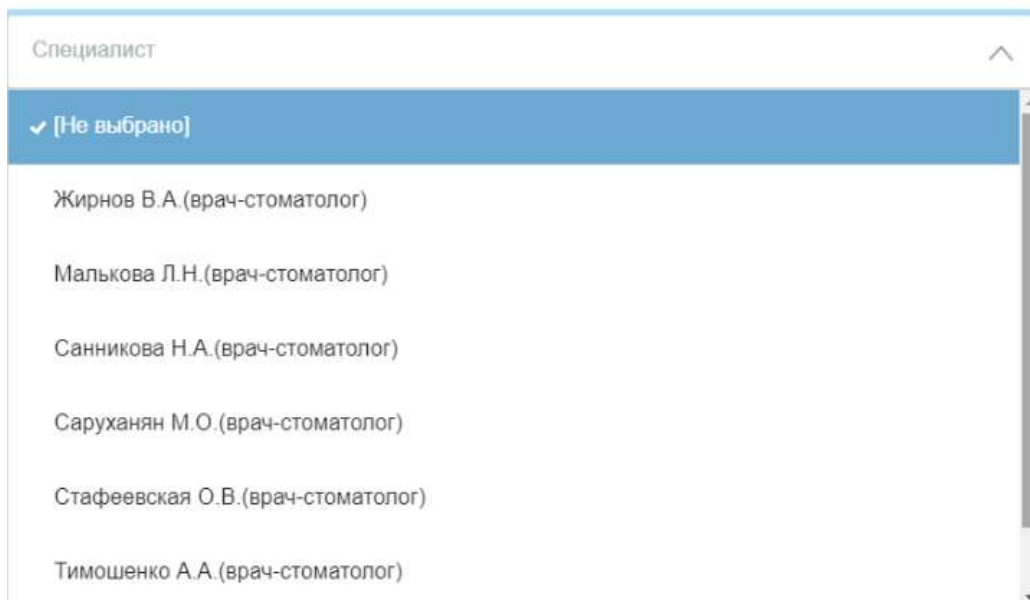 Специалист
[Не выбрано]
Жирнов В.А.(врач-стоматолог)
Малькова Л.Н.(врач-стоматолог)
Санникова Н.А.(врач-стоматолог)
Саруханян М.О.(врач-стоматолог)
Стафеевская О.В.(врач-стоматолог)
Тимошенко А.А.(врач-стоматолог)